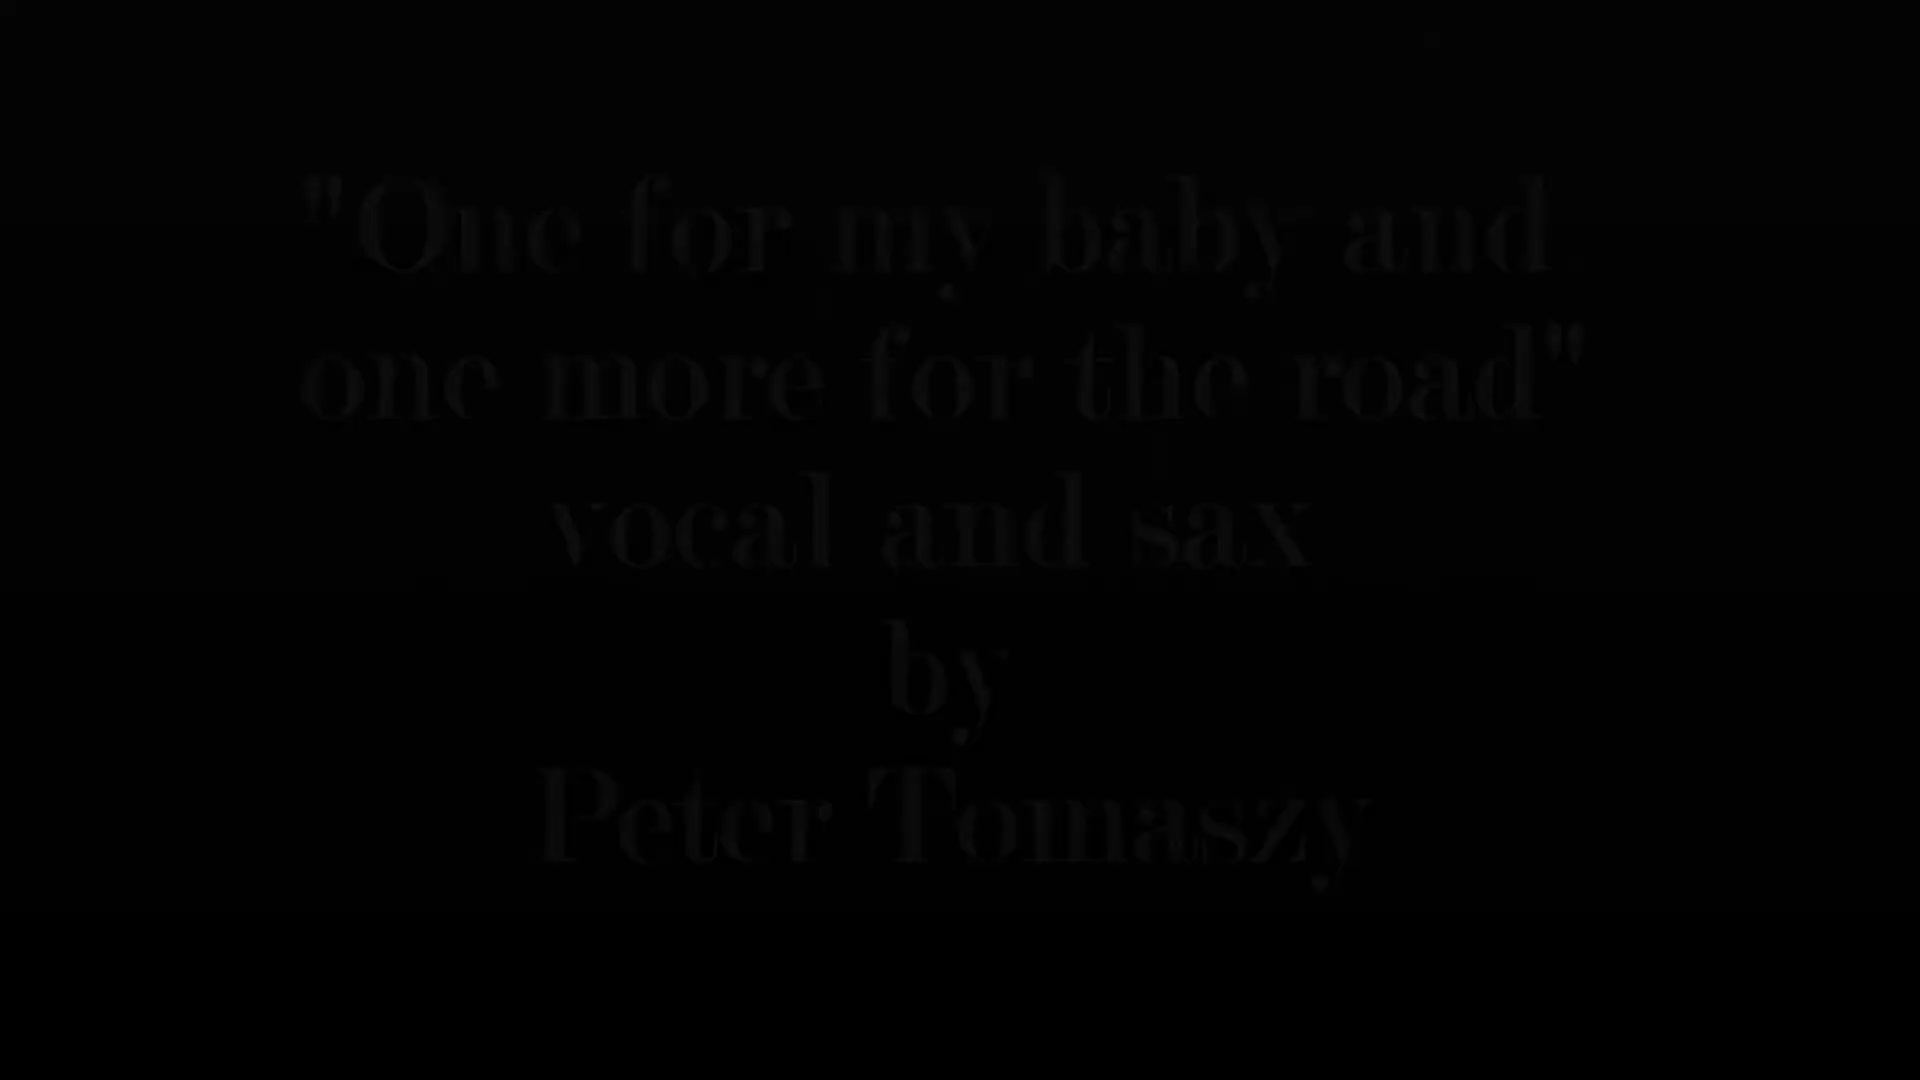 "One for my baby and
one more for the road"
vocal and sax
by
Peter Tomaszy